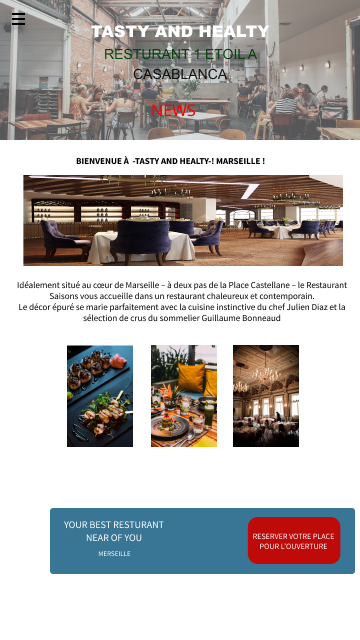 TASTY AND HEALTY
RESTURANT 1 ETOIL A
CASABLANCA
NEWS
BIENVENUE À -TASTY AND HEALTY-! MARSEILLE !
Idéalement situé au cœur de Marseille – à deux pas de la Place Castellane – le Restaurant
Saisons vous accueille dans un restaurant chaleureux et contemporain.
Le décor épuré se marie parfaitement avec la cuisine instinctive du chef Julien Diaz et la
sélection de crus du sommelier Guillaume Bonneaud
YOUR BEST RESTURANT
NEAR OF YOU
MERSEILLE
RESERVER VOTRE PLACE
POUR L'OUVERTURE